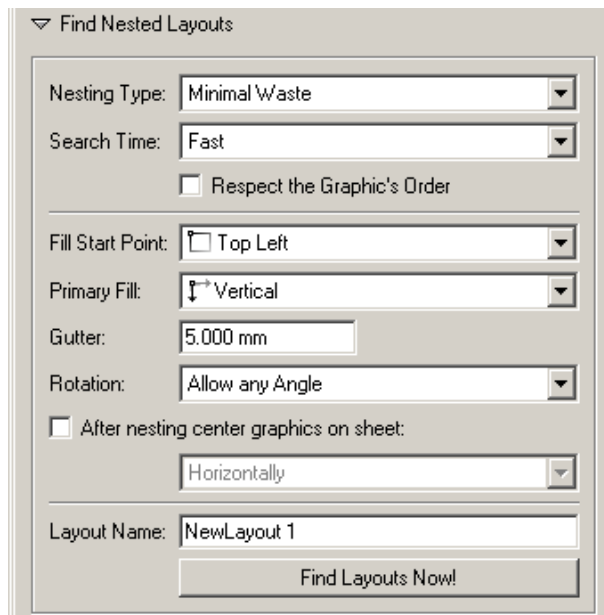 Find Nested Layouts
Nesting Type: Minimal Waste
Search Time: Fast
Respect the Graphic's Order
Fill Start Point: Top Left
Primary Fill: Vertical
Gutter: 5.000 mm
Rotation: Allow any Angle
After nesting center graphics on sheet:
Horizontally
Layout Name: NewLayout 1
Find Layouts Now!